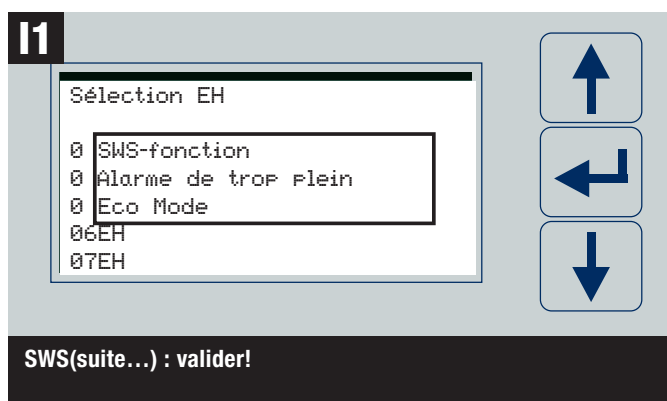 I1
Sélection EH
0 SWS-fonction
0 Alarme de trop plein
0 Eco Mode
06EH
07EH
SWS(suite...) : valider!